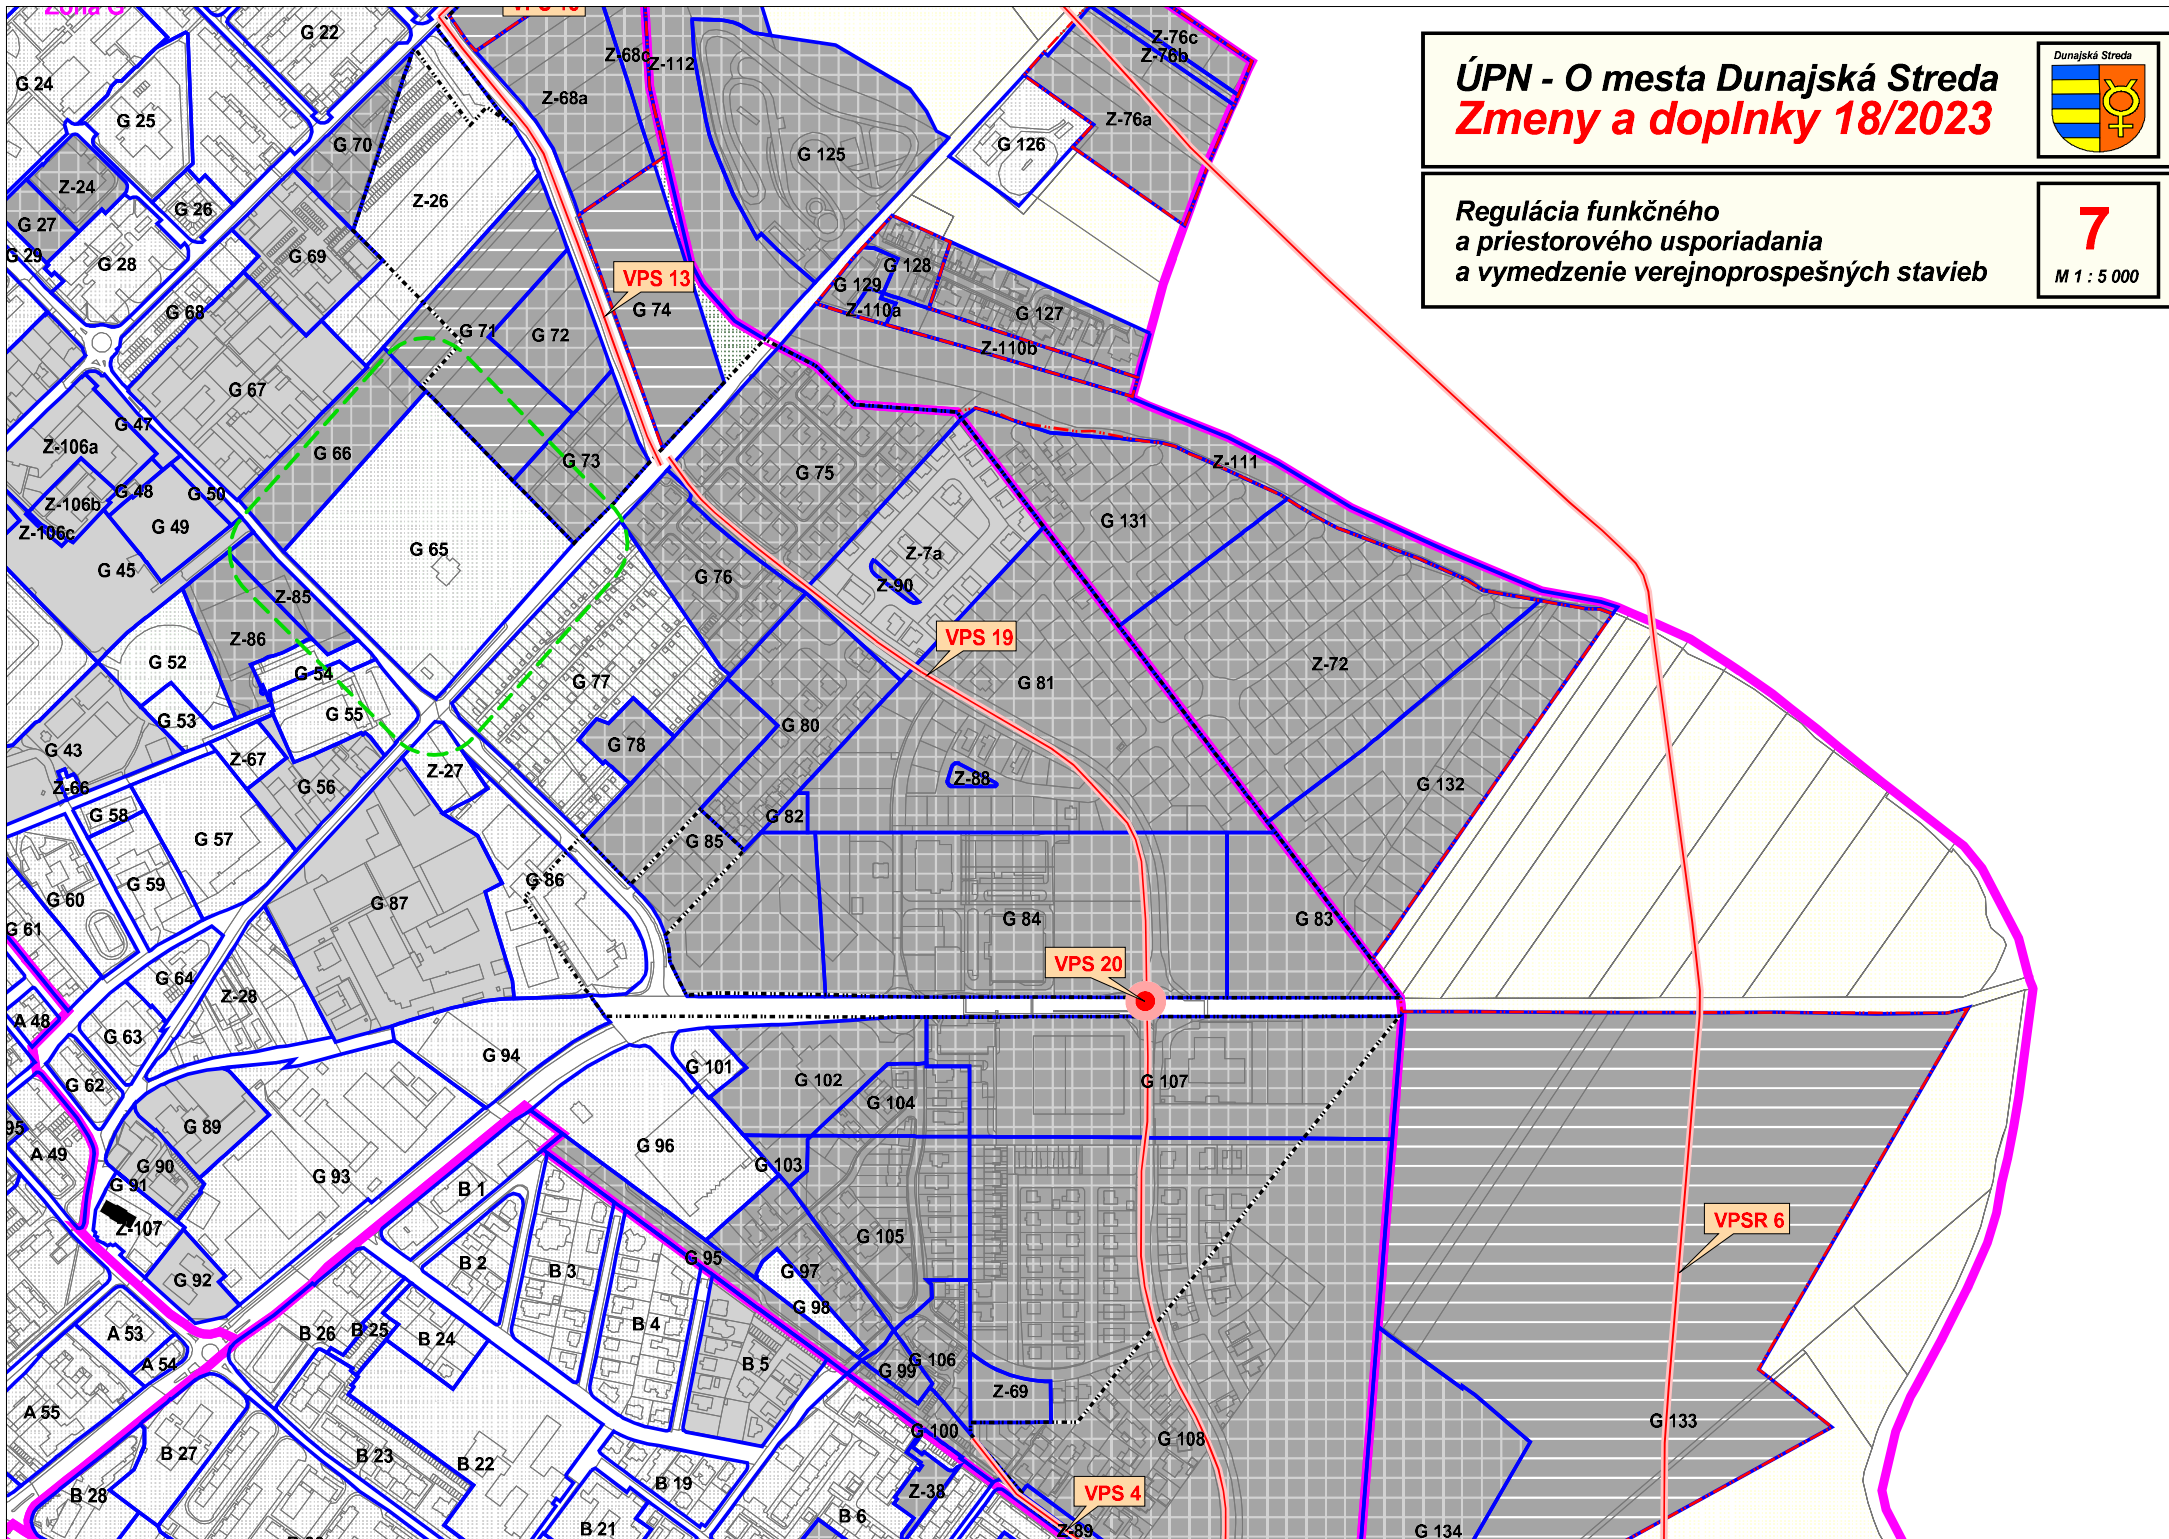 ÚPN - O mesta Dunajská Streda
Zmeny a doplnky 18/2023
Dunajská Streda
Regulácia funkčného
a priestorového usporiadania
a vymedzenie verejnoprospešných stavieb
7
M 1 : 5 000
G 22
G 24
G 25
G 70
Z-24
G 27
G 26
G 29
G 28
Z-26
G 69
G 68
G 67
Z-68a
Z-68c
Z-112
G 125
G 126
Z-76c
Z-76b
Z-76a
G 128
G 129
Z-110a
G 127
Z-110b
VPS 13
G 74
G 71
G 72
G 73
G 66
G 47
Z-106a
G 48
G 50
Z-106b
G 49
Z-106c
G 45
G 65
G 75
G 76
Z-7a
Z-90
G 131
Z-111
Z-72
G 132
VPS 19
G 81
Z-85
Z-86
G 52
G 54
G 53
G 55
G 77
G 78
G 80
Z-88
G 82
G 85
G 43
Z-67
Z-66
G 56
Z-27
G 58
G 57
G 59
G 60
G 61
G 87
G 86
G 84
G 83
VPS 20
G 64
Z-28
G 63
A 48
G 62
G 94
G 101
G 102
G 104
G 107
G 89
G 90
G 91
A 49
95
G 93
G 96
G 103
Z-107
G 92
B 1
B 2
B 3
B 4
B 5
G 95
G 97
G 98
G 105
G 106
G 99
Z-69
G 100
G 108
VPSR 6
G 133
G 134
VPS 4
Z-89
Z-38
A 53
A 54
A 55
B 26
B 25
B 24
B 27
B 28
B 23
B 22
B 19
B 21
B 6